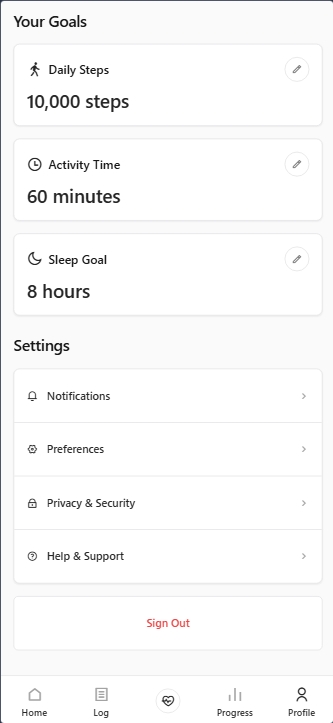 Your Goals
Daily Steps
10,000 steps
Activity Time
60 minutes
Sleep Goal
8 hours
Settings
Notifications
Preferences
Privacy & Security
Help & Support
Sign Out
Home Log Progress Profile